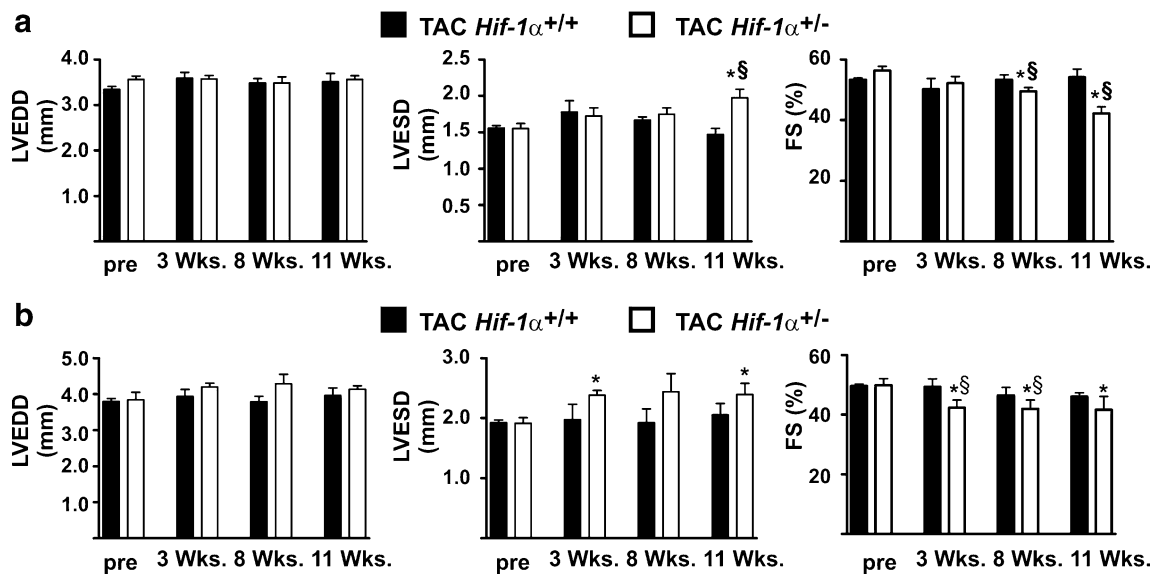 a
TAC Hif-1α+/+ TAC Hif-1α+/-
LVEDD (mm)
4.0
3.0
2.0
1.0
pre 3 Wks. 8 Wks. 11 Wks.
LVESD (mm)
2.5
2.0
1.5
1.0
0.5
*§
pre 3 Wks. 8 Wks. 11 Wks.
FS (%)
60
40
20
*§
*§
pre 3 Wks. 8 Wks. 11 Wks.
b
TAC Hif-1α+/+ TAC Hif-1α+/-
LVEDD (mm)
5.0
4.0
3.0
2.0
1.0
pre 3 Wks. 8 Wks. 11 Wks.
LVESD (mm)
3.0
2.0
1.0
*
*
pre 3 Wks. 8 Wks. 11 Wks.
FS (%)
60
40
20
*§
*§
*
pre 3 Wks. 8 Wks. 11 Wks.